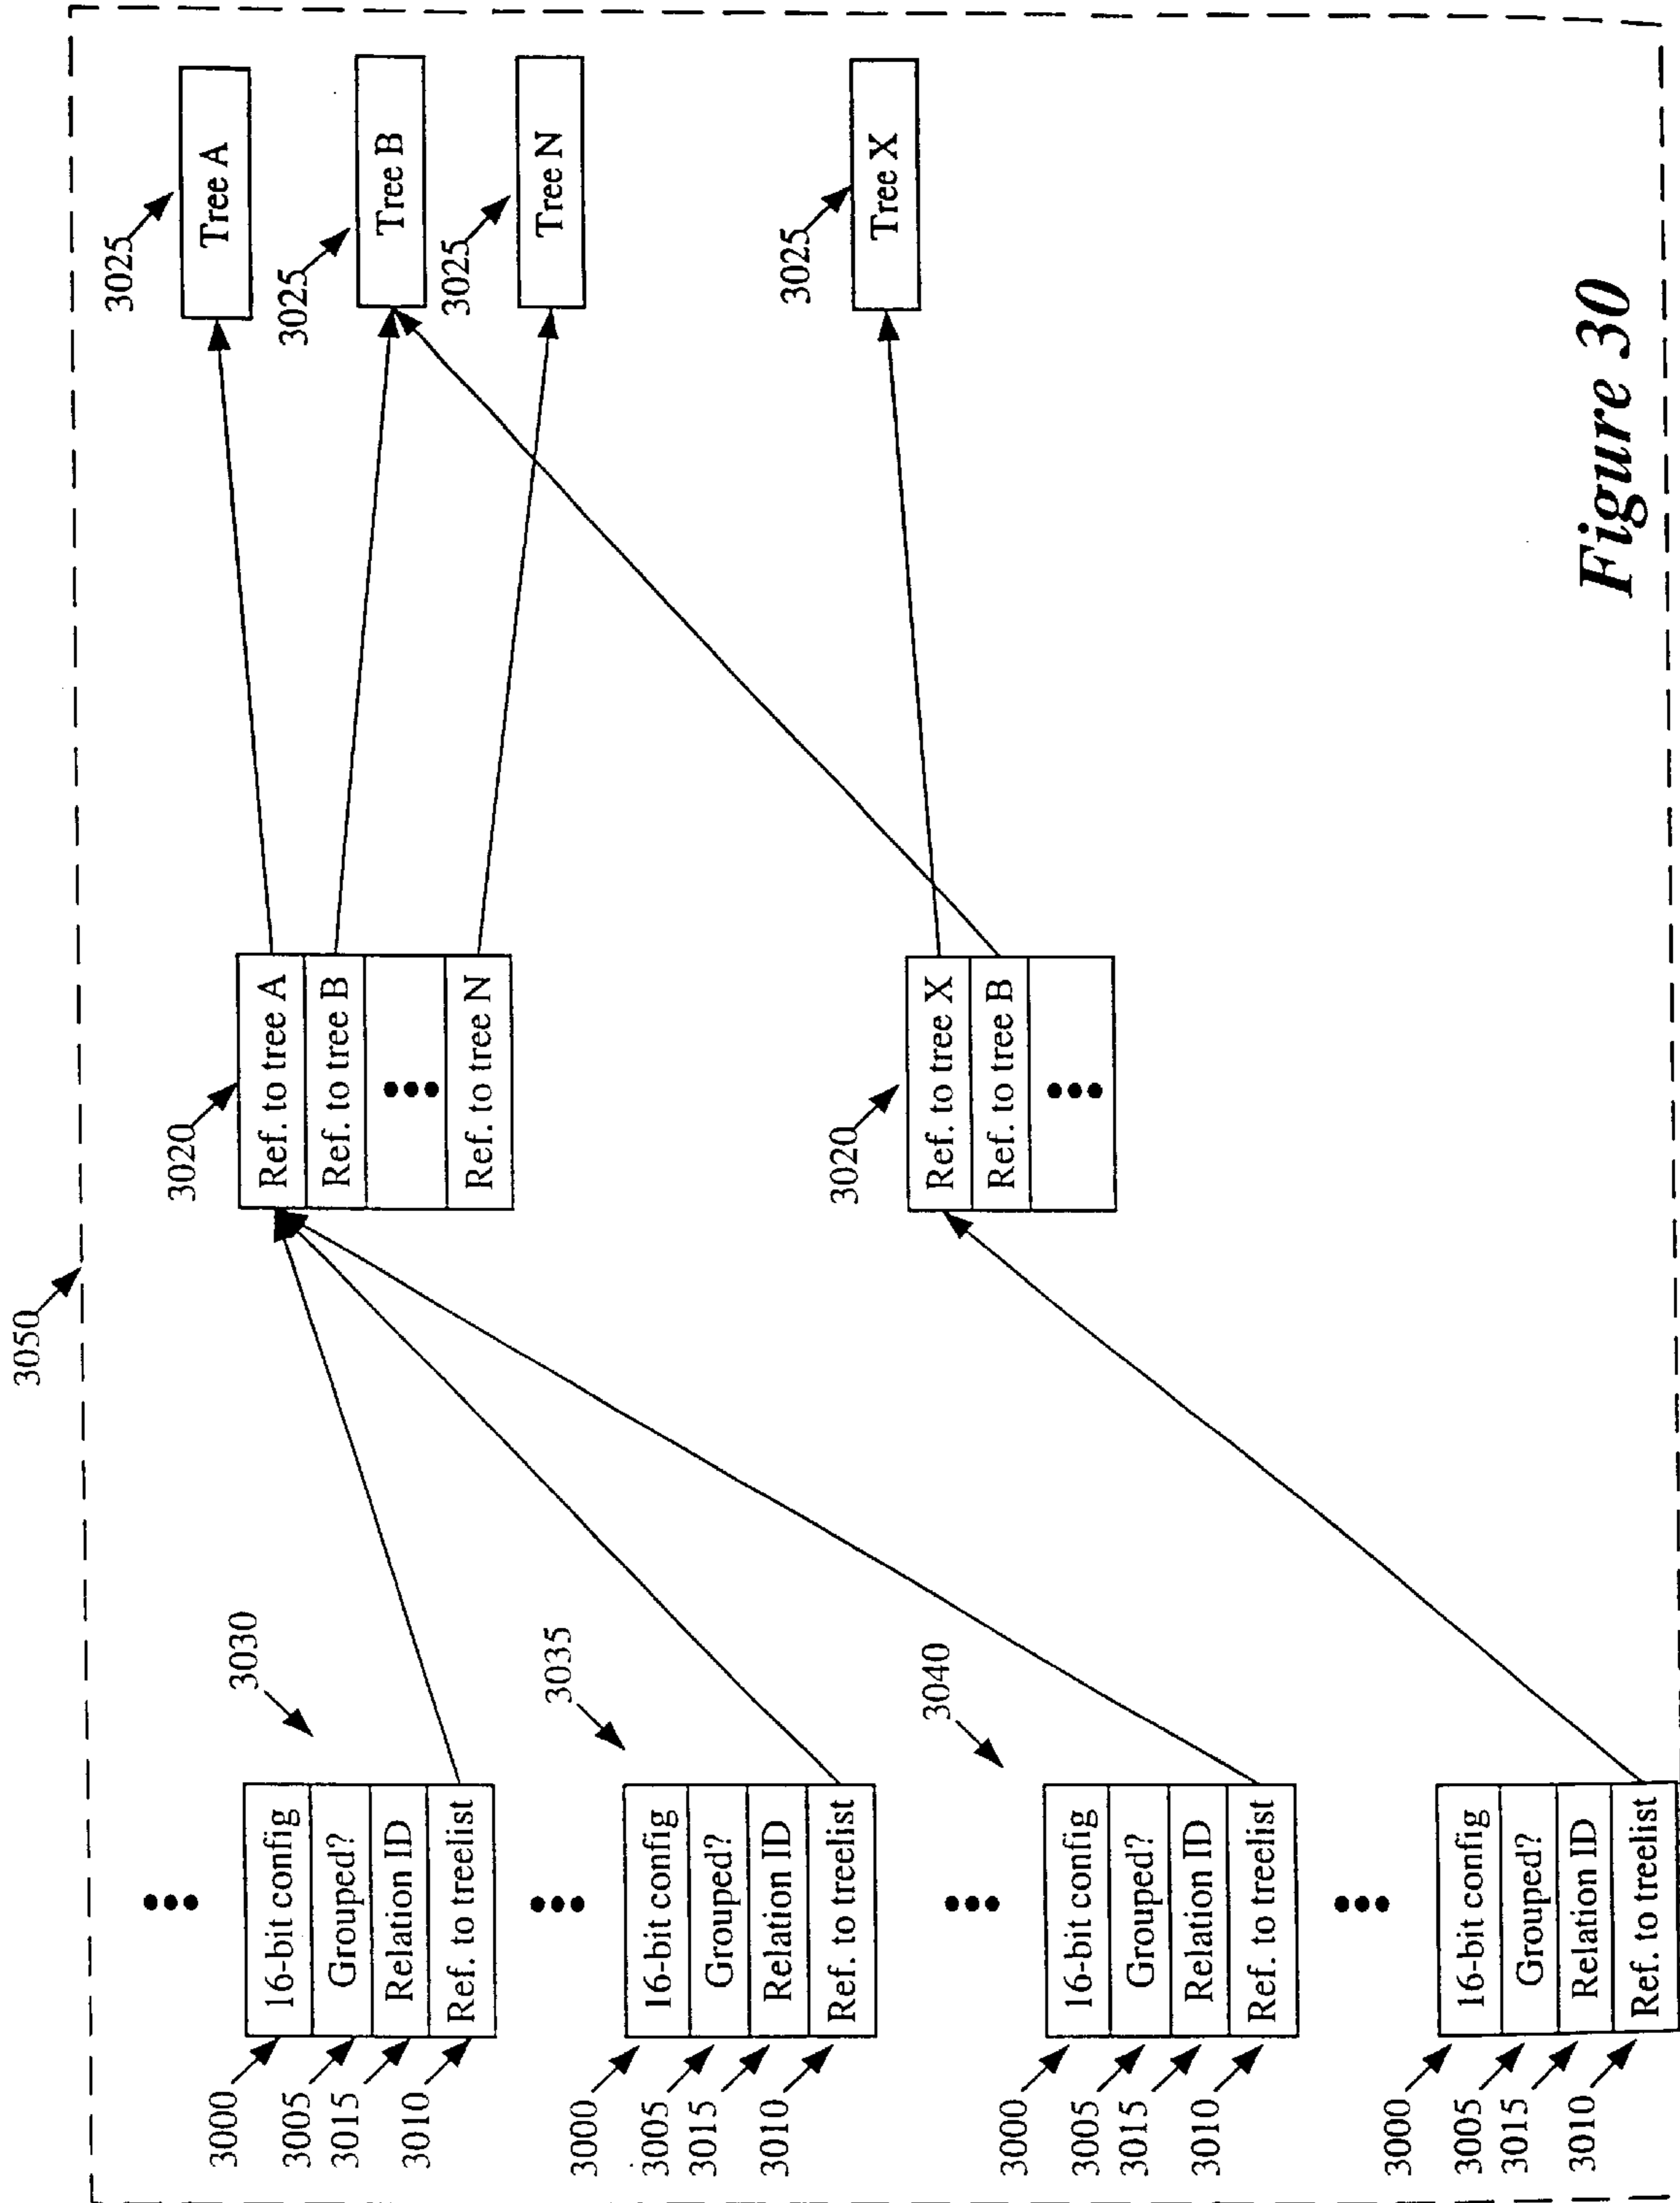 3050
3000
3005
3015
3010
16-bit config
Grouped?
Relation ID
Ref. to treelist
3030
3000
3005
3015
3010
16-bit config
Grouped?
Relation ID
Ref. to treelist
3035
3000
3005
3015
3010
16-bit config
Grouped?
Relation ID
Ref. to treelist
3040
3000
3005
3015
3010
16-bit config
Grouped?
Relation ID
Ref. to treelist
3020
Ref. to tree A
Ref. to tree B
Ref. to tree N
3020
Ref. to tree X
Ref. to tree B
3025
Tree A
3025
Tree B
3025
Tree N
3025
Tree X
Figure 30